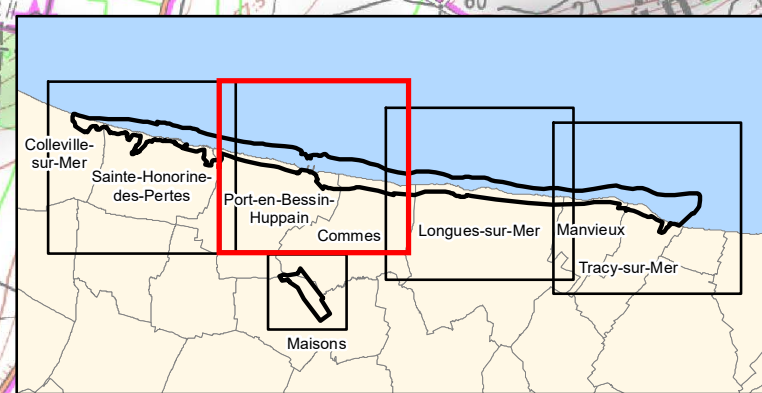 Colleville-
sur-Mer
Sainte-Honorine-
des-Pertes
Port-en-Bessin-
Huppain
Commes
Longues-sur-Mer
Manvieux
Tracy-sur-Mer
Maisons